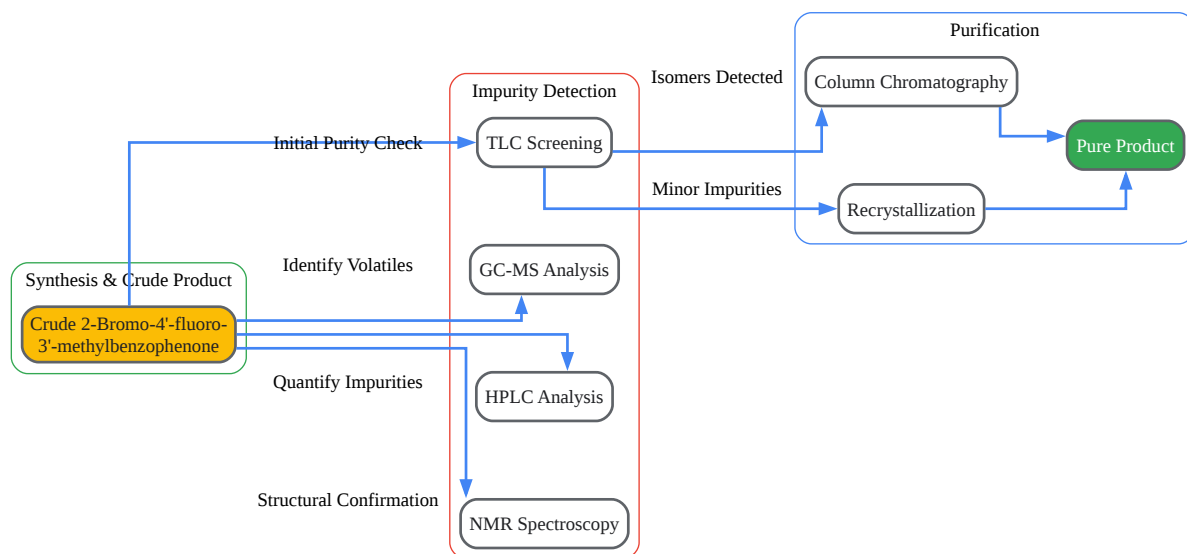 Purification
Isomers Detected
Column Chromatography
Impurity Detection
Initial Purity Check
TLC Screening
Pure Product
Minor Impurities
Recrystallization
Identify Volatiles
GC-MS Analysis
Synthesis & Crude Product
Crude 2-Bromo-4'-fluoro-
3'-methylbenzophenone
Quantify Impurities
HPLC Analysis
Structural Confirmation
NMR Spectroscopy